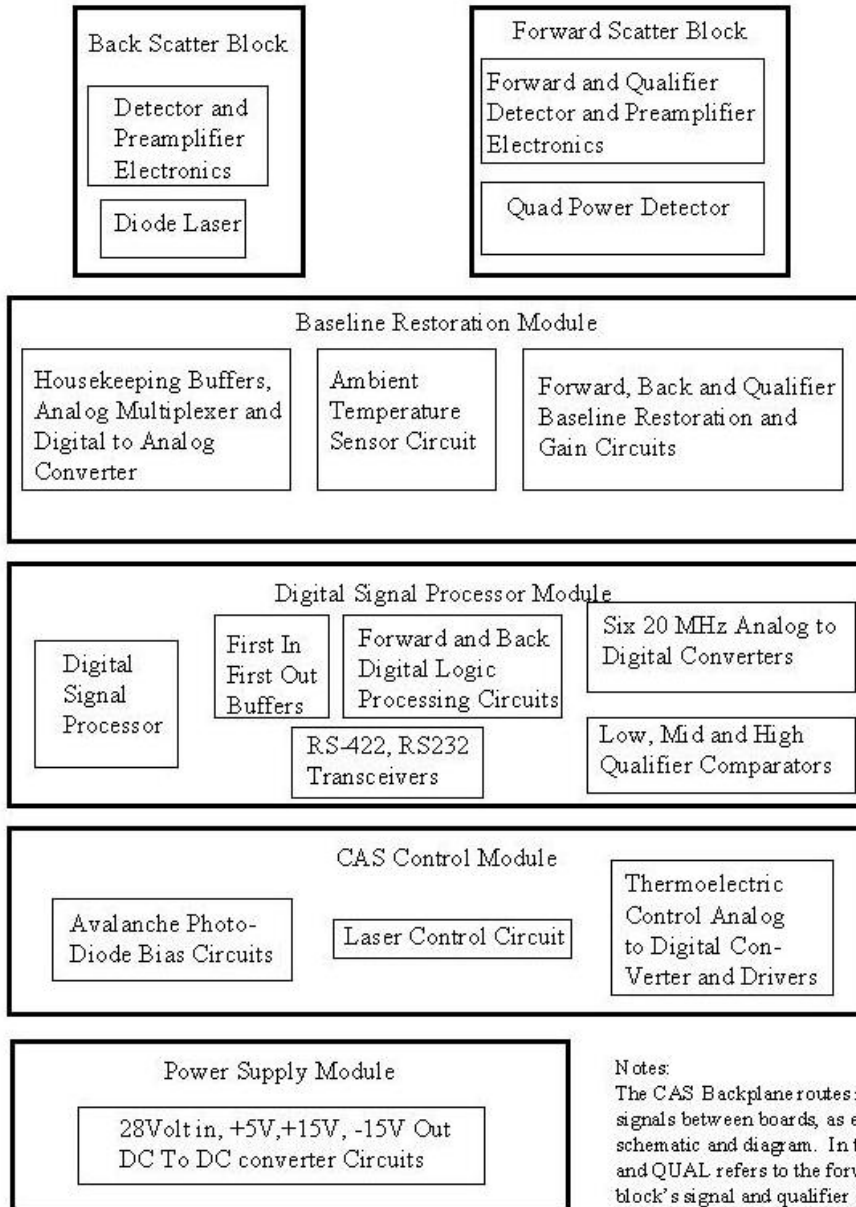 Back Scatter Block
Detector and
Preamplifier
Electronics
Diode Laser
Forward Scatter Block
Forward and Qualifier
Detector and Preamplifier
Electronics
Quad Power Detector
Baseline Restoration Module
Housekeeping Buffers,
Analog Multiplexer and
Digital to Analog
Converter
Ambient
Temperature
Sensor Circuit
Forward, Back and Qualifier
Baseline Restoration and
Gain Circuits
Digital Signal Processor Module
Digital
Signal
Processor
First In
First Out
Buffers
Forward and Back
Digital Logic
Processing Circuits
RS-422, RS232
Transceivers
Six 20 MHz Analog to
Digital Converters
Low, Mid and High
Qualifier Comparators
CAS Control Module
Avalanche Photo-
Diode Bias Circuits
Laser Control Circuit
Thermoelectric
Control Analog
to Digital Con-
Verter and Drivers
Power Supply Module
28Volt in, +5V,+15V, -15V Out
DC To DC converter Circuits
Notes:
The CAS Backplane routes
signals between boards, as
schematic and diagram. In
and QUAL refers to the
block's signal and qualifier